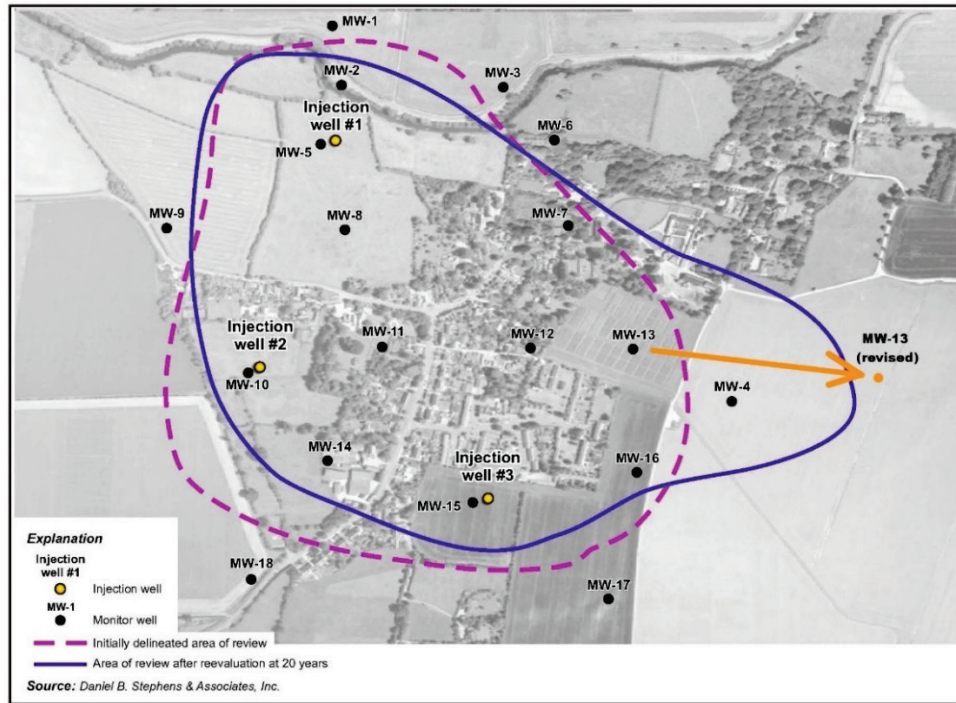 MW-1
MW-2
MW-3
Injection
well #1
MW-5
MW-6
MW-9
MW-8
MW-7
Injection
well #2
MW-11
MW-12
MW-13
MW-13
(revised)
MW-10
MW-4
MW-14
Injection
well #3
MW-16
MW-15
MW-18
MW-17
Explanation
Injection
well #1
Injection well
MW-1
Monitor well
Initially delineated area of review
Area of review after reevaluation at 20 years
Source: Daniel B. Stephens & Associates, Inc.